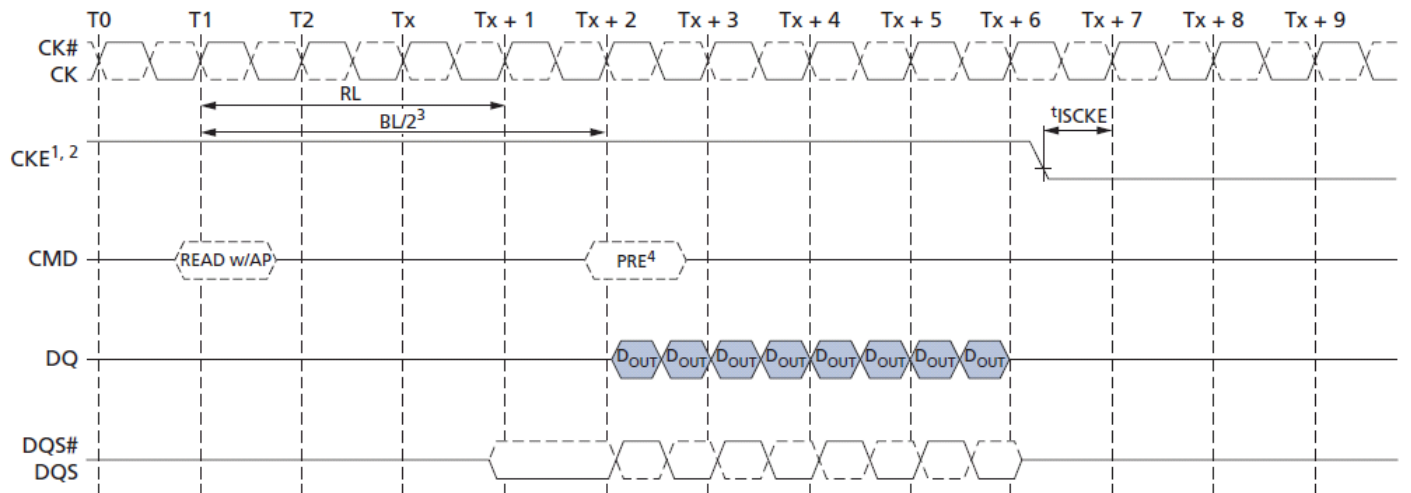 T0 T1 T2 Tx Tx + 1 Tx + 2 Tx + 3 Tx + 4 Tx + 5 Tx + 6 Tx + 7 Tx + 8 Tx + 9
CK#
CK
RL
BL/2³
tISCKE
CKE1, 2
CMD READ w/AP PRE⁴
DQ DOUT DOUT DOUT DOUT DOUT DOUT DOUT DOUT
DQS#
DQS